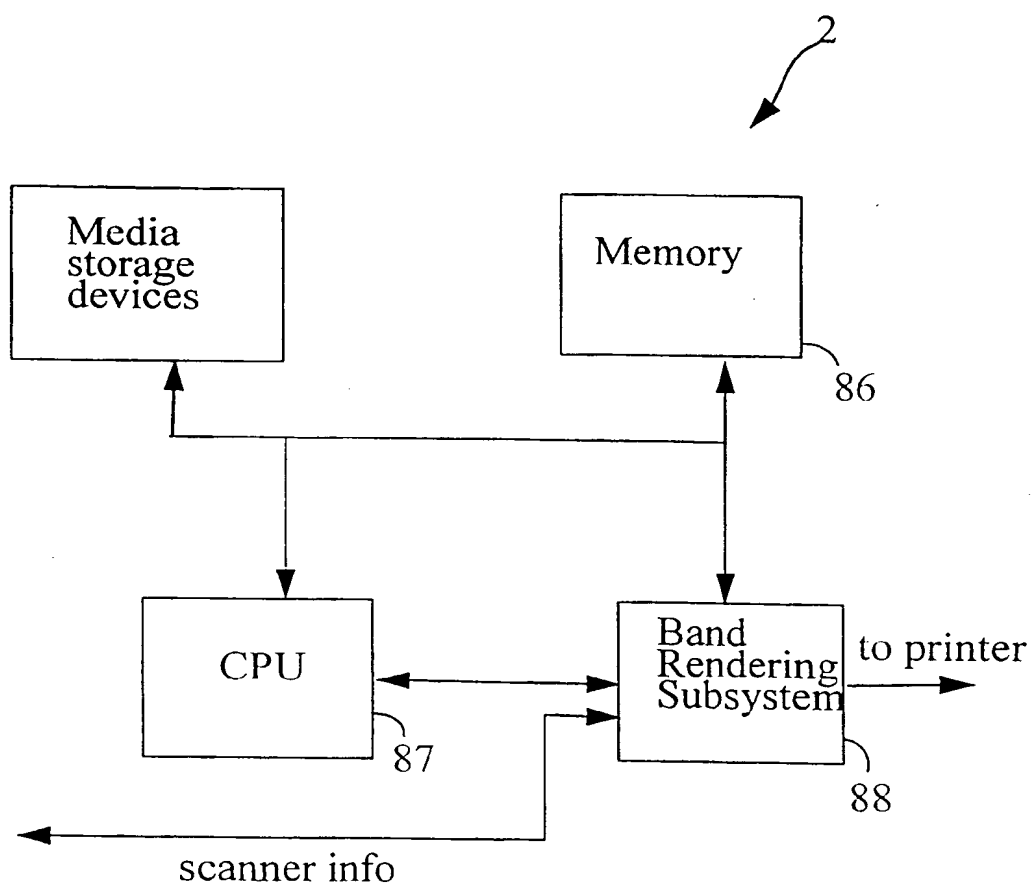 2
Media
storage
devices
Memory
86
CPU
87
Band
Rendering
Subsystem
to printer
88
scanner info